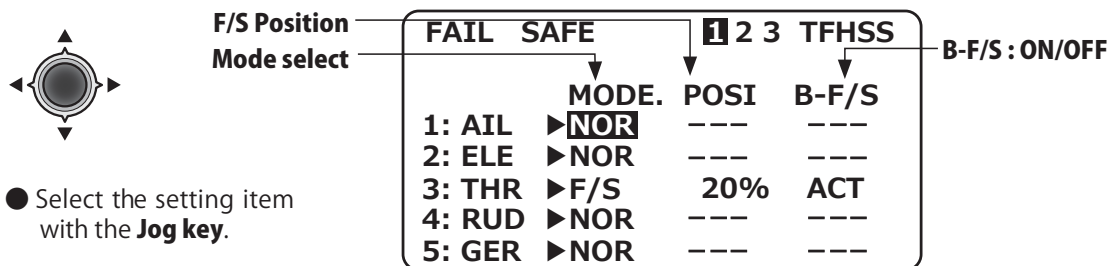 F/S Position
Mode select
B-F/S : ON/OFF
FAIL SAFE 1 2 3 TFHSS
MODE. POSI B-F/S
1: AIL ▶NOR −−− −−−
2: ELE ▶NOR −−− −−−
3: THR ▶F/S 20% ACT
4: RUD ▶NOR −−− −−−
5: GER ▶NOR −−− −−−
● Select the setting item
with the Jog key.